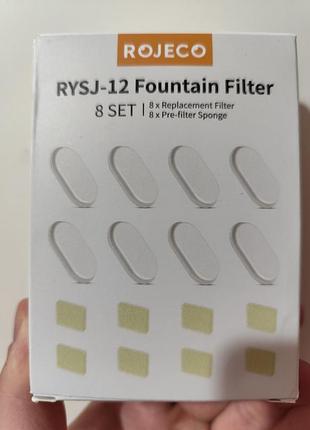 ROJECO
RYSJ-12 Fountain Filter
8 SET | 8 x Replacement Filter
8 x Pre-filter Sponge